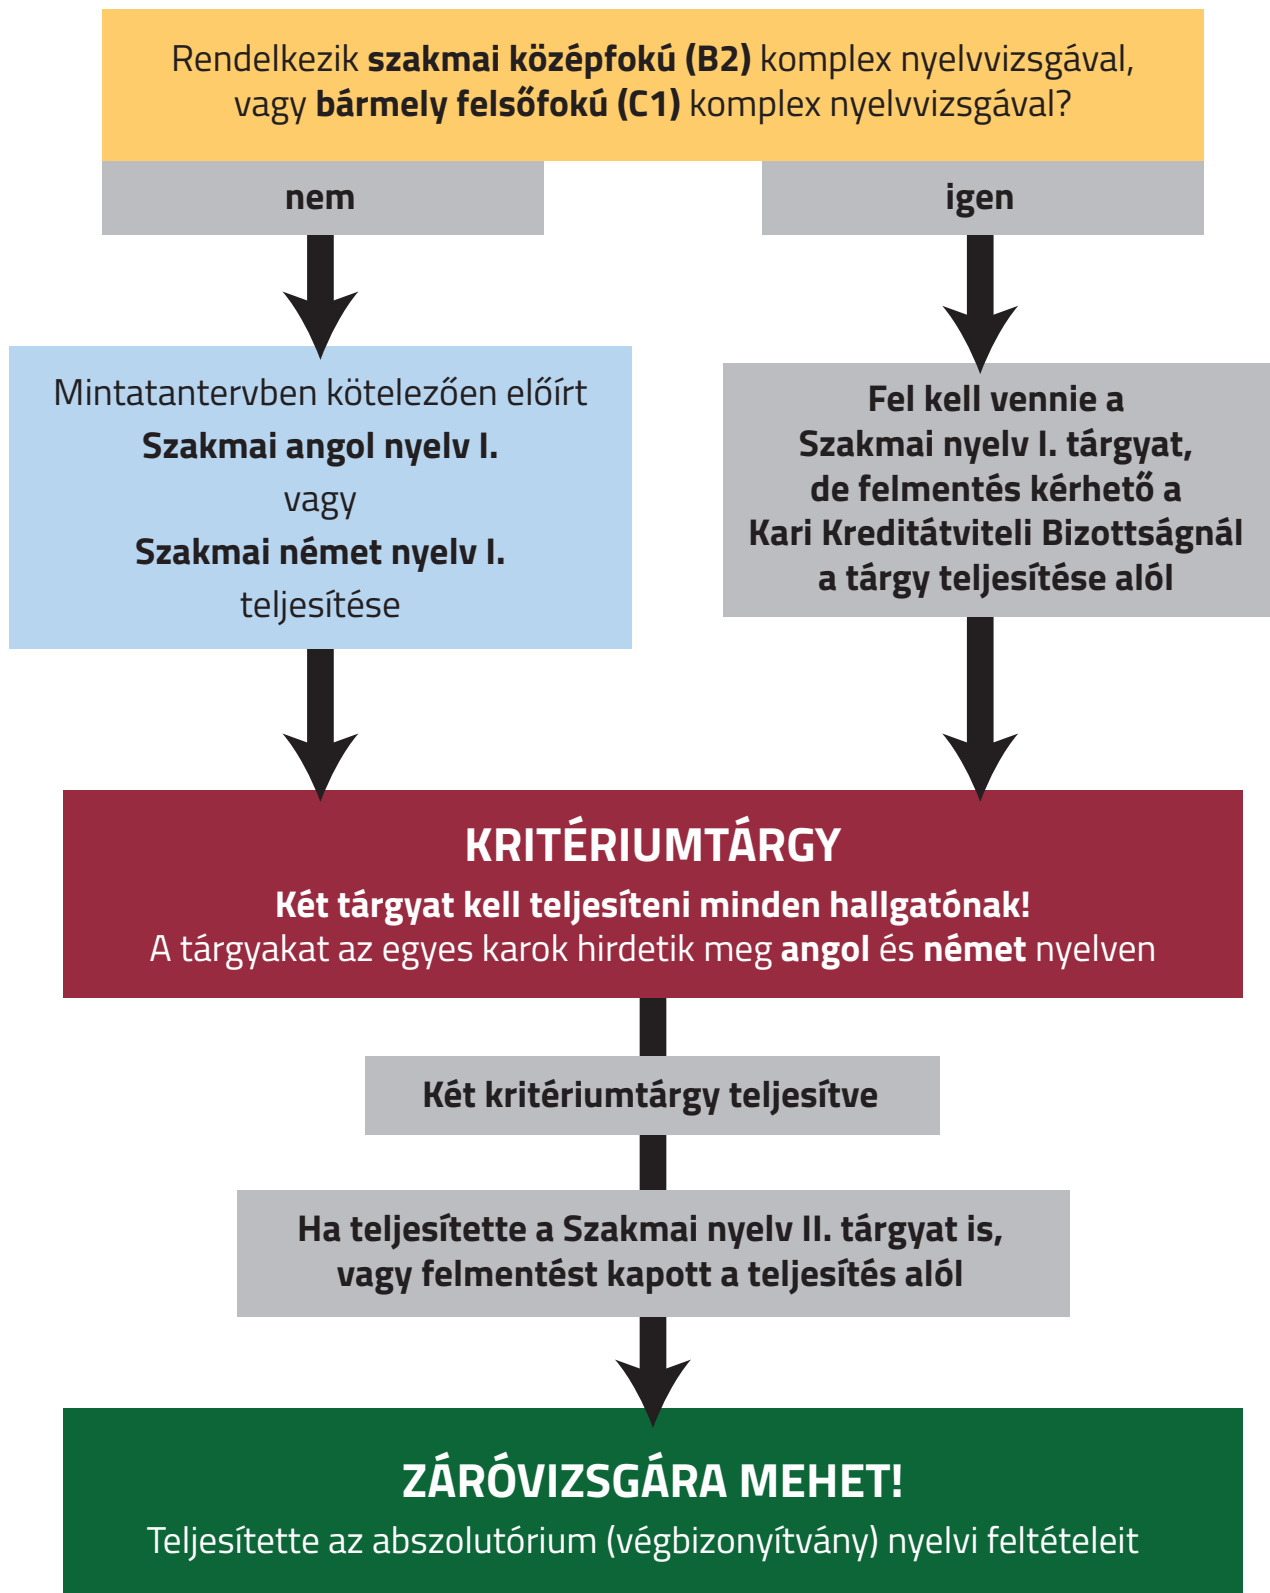 Rendelkezik szakmai középfokú (B2) komplex nyelvvizsgával,
vagy bármely felsőfokú (C1) komplex nyelvvizsgával?
nem
igen
Mintatantervben kötelezően előírt
Szakmai angol nyelv I.
vagy
Szakmai német nyelv I.
teljesítése
Fel kell vennie a
Szakmai nyelv I. tárgyat,
de felmentés kérhető a
Kari Kreditátviteli Bizottságnál
a tárgy teljesítése alól
KRITÉRIUMTÁRGY
Két tárgyat kell teljesíteni minden hallgatónak!
A tárgyakat az egyes karok hirdetik meg angol és német nyelven
Két kritériumtárgy teljesítve
Ha teljesítette a Szakmai nyelv II. tárgyat is,
vagy felmentést kapott a teljesítés alól
ZÁRÓVIZSGÁRA MEHET!
Teljesítette az abszolutórium (végbizonyítvány) nyelvi feltételeit